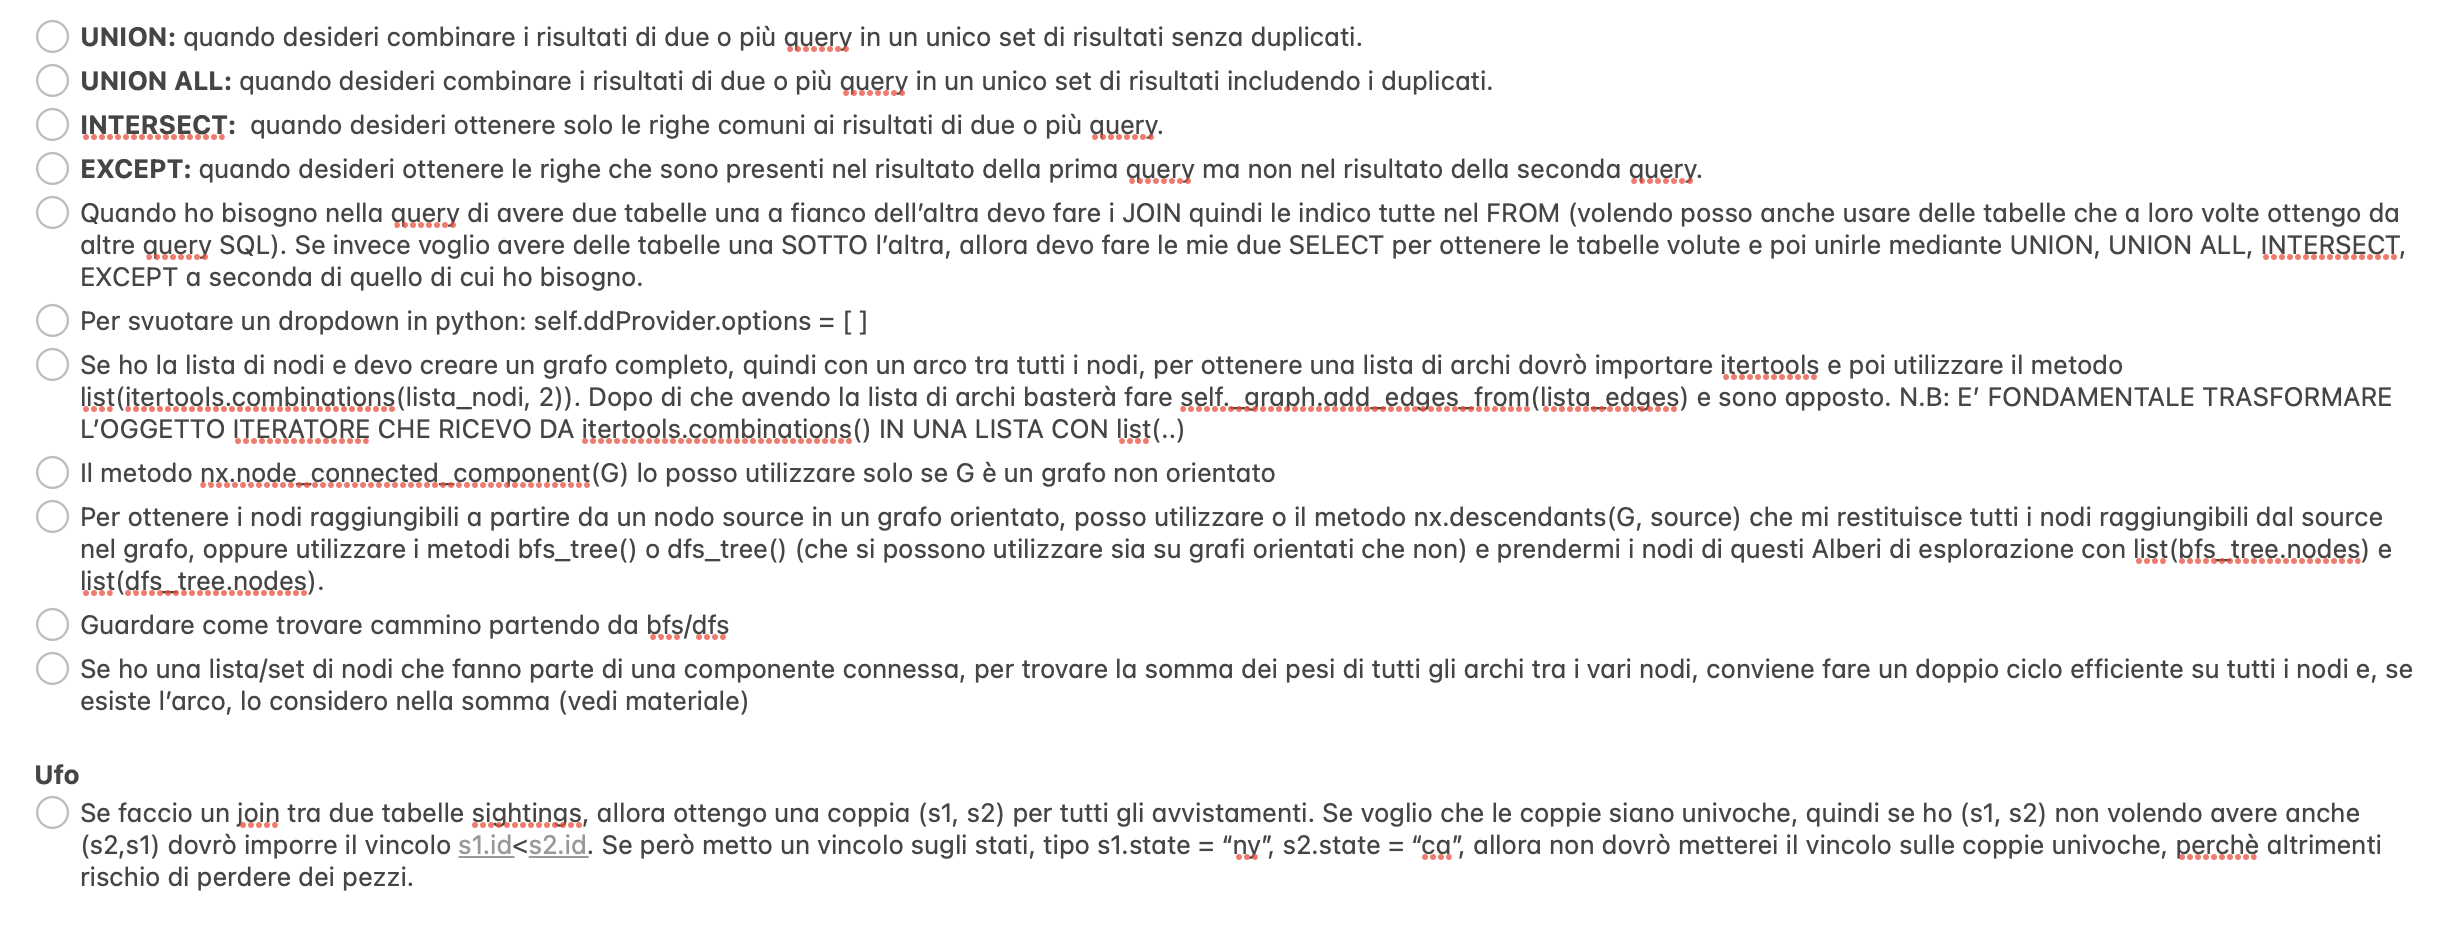 UNION: quando desideri combinare i risultati di due o più query in un unico set di risultati senza duplicati.
UNION ALL: quando desideri combinare i risultati di due o più query in un unico set di risultati includendo i duplicati.
INTERSECT:  quando desideri ottenere solo le righe comuni ai risultati di due o più query.
EXCEPT: quando desideri ottenere le righe che sono presenti nel risultato della prima query ma non nel risultato della seconda query.
Quando ho bisogno nella query di avere due tabelle una a fianco dell’altra devo fare i JOIN quindi le indico tutte nel FROM (volendo posso anche usare delle tabelle che a loro volte ottengo da
altre query SQL). Se invece voglio avere delle tabelle una SOTTO l’altra, allora devo fare le mie due SELECT per ottenere le tabelle volute e poi unirle mediante UNION, UNION ALL, INTERSECT,
EXCEPT a seconda di quello di cui ho bisogno.
Per svuotare un dropdown in python: self.ddProvider.options = [ ]
Se ho la lista di nodi e devo creare un grafo completo, quindi con un arco tra tutti i nodi, per ottenere una lista di archi dovrò importare itertools e poi utilizzare il metodo
list(itertools.combinations(lista_nodi, 2)). Dopo di che avendo la lista di archi basterà fare self._graph.add_edges_from(lista_edges) e sono apposto. N.B: E’ FONDAMENTALE TRASFORMARE
L’OGGETTO ITERATORE CHE RICEVO DA itertools.combinations() IN UNA LISTA CON list(..)
Il metodo nx.node_connected_component(G) lo posso utilizzare solo se G è un grafo non orientato
Per ottenere i nodi raggiungibili a partire da un nodo source in un grafo orientato, posso utilizzare o il metodo nx.descendants(G, source) che mi restituisce tutti i nodi raggiungibili dal source
nel grafo, oppure utilizzare i metodi bfs_tree() o dfs_tree() (che si possono utilizzare sia su grafi orientati che non) e prendermi i nodi di questi Alberi di esplorazione con list(bfs_tree.nodes) e
list(dfs_tree.nodes).
Guardare come trovare cammino partendo da bfs/dfs
Se ho una lista/set di nodi che fanno parte di una componente connessa, per trovare la somma dei pesi di tutti gli archi tra i vari nodi, conviene fare un doppio ciclo efficiente su tutti i nodi e, se
esiste l’arco, lo considero nella somma (vedi materiale)
Ufo
Se faccio un join tra due tabelle sightings, allora ottengo una coppia (s1, s2) per tutti gli avvistamenti. Se voglio che le coppie siano univoche, quindi se ho (s1, s2) non volendo avere anche
(s2,s1) dovrò imporre il vincolo s1.id<s2.id. Se però metto un vincolo sugli stati, tipo s1.state = “ny”, s2.state = “ca”, allora non dovrò metterei il vincolo sulle coppie univoche, perchè altrimenti
rischio di perdere dei pezzi.